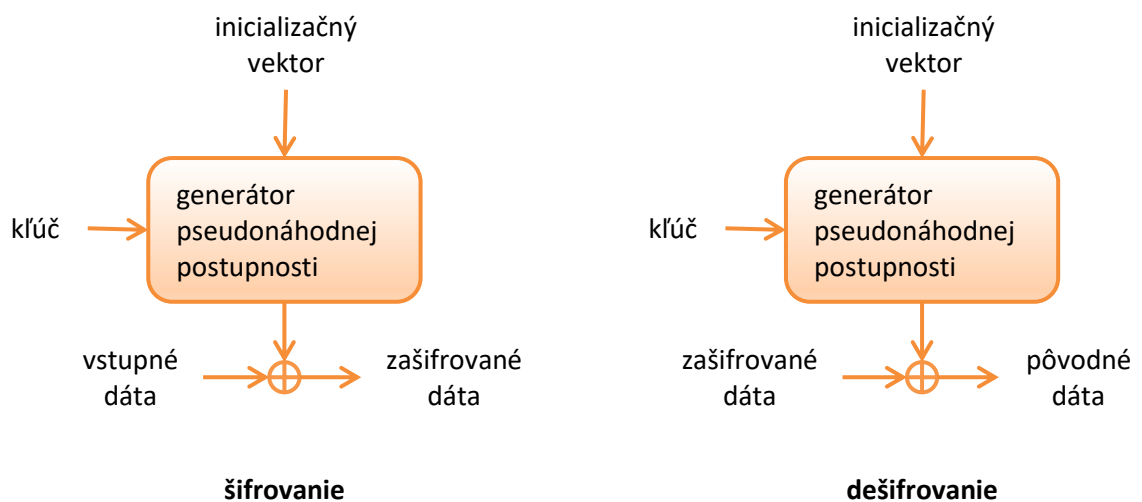 inicializačný
vektor
generátor
pseudonáhodnej
postupnosti
kľúč
vstupné
dáta
zašifrované
dáta
šifrovanie
inicializačný
vektor
generátor
pseudonáhodnej
postupnosti
kľúč
zašifrované
dáta
pôvodné
dáta
dešifrovanie